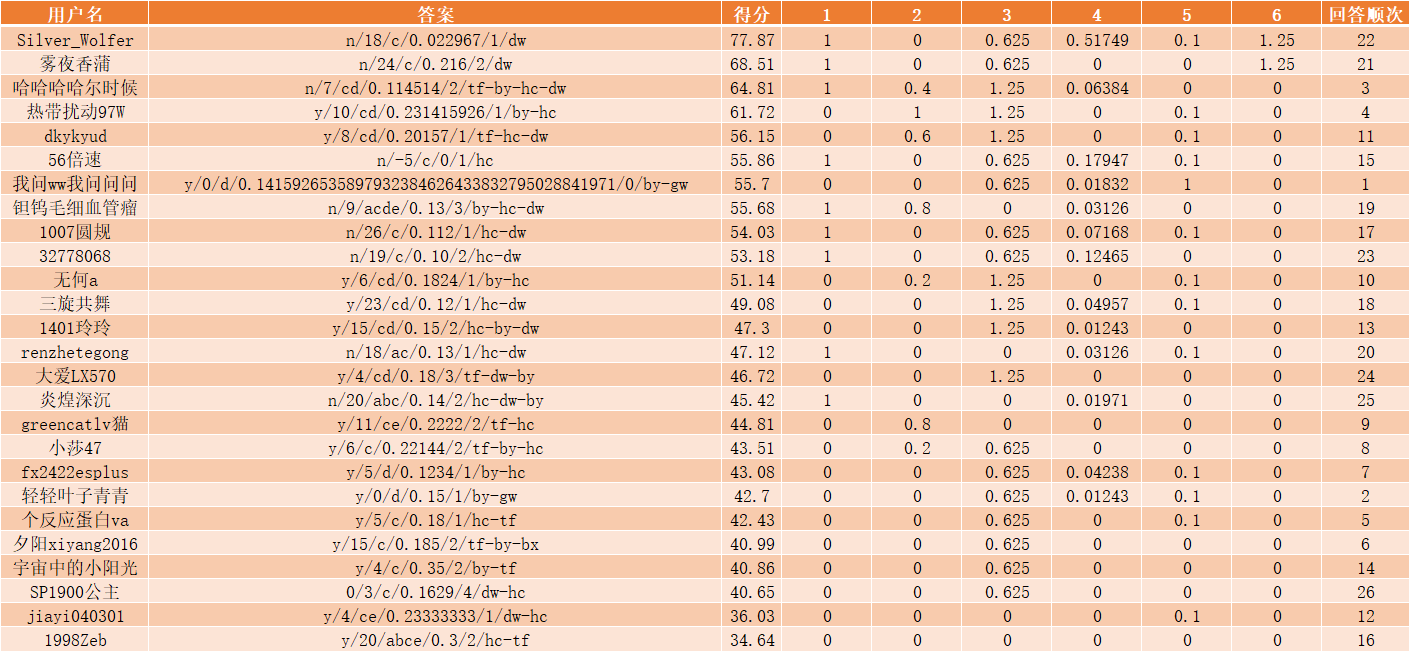 用户名 答案 得分 1 2 3 4 5 6 回答顺次
Silver_Wolfer n/18/c/0.022967/1/dw 77.87 1 0 0.625 0.51749 0.1 1.25 22
雾夜香蒲 n/24/c/0.216/2/dw 68.51 1 0 0.625 0 0 1.25 21
哈哈哈哈尔时候 n/7/cd/0.114514/2/tf-by-hc-dw 64.81 1 0.4 1.25 0.06384 0 0 3
热带扰动97W y/10/cd/0.231415926/1/by-hc 61.72 0 1 1.25 0 0.1 0 4
dkykyud y/8/cd/0.20157/1/tf-hc-dw 56.15 0 0.6 1.25 0 0.1 0 11
56倍速 n/-5/c/0/1/hc 55.86 1 0 0.625 0.17947 0.1 0 15
我问ww我问问问 y/0/d/0.14159265358979323846264338327950288​41971/0/by-gw 55.7 0 0 0.625 0.01832 1 0 1
钽钨毛细血管瘤 n/9/acde/0.13/3/by-hc-dw 55.68 1 0.8 0 0.03126 0 0 19
1007圆规 n/26/c/0.112/1/hc-dw 54.03 1 0 0.625 0.07168 0.1 0 17
32778068 n/19/c/0.10/2/hc-dw 53.18 1 0 0.625 0.12465 0 0 23
无何a y/6/cd/0.1824/1/by-hc 51.14 0 0.2 1.25 0 0.1 0 10
三旋共舞 y/23/cd/0.12/1/hc-dw 49.08 0 0 1.25 0.04957 0.1 0 18
1401玲玲 y/15/cd/0.15/2/hc-by-dw 47.3 0 0 1.25 0.01243 0 0 13
renzhetegong n/18/ac/0.13/1/hc-dw 47.12 1 0 0 0.03126 0.1 0 20
大爱LX570 y/4/cd/0.18/3/tf-dw-by 46.72 0 0 1.25 0 0 0 24
炎煌深沉 n/20/abc/0.14/2/hc-dw-by 45.42 1 0 0 0.01971 0 0 25
greencatlv猫 y/11/ce/0.2222/2/tf-hc 44.81 0 0.8 0 0 0 0 9
小莎47 y/6/c/0.22144/2/tf-by-hc 43.51 0 0.2 0.625 0 0 0 8
fx2422esplus y/5/d/0.1234/1/by-hc 43.08 0 0 0.625 0.04238 0.1 0 7
轻轻叶子青青 y/0/d/0.15/1/by-gw 42.7 0 0 0.625 0.01243 0.1 0 2
个反应蛋白va y/5/c/0.18/1/hc-tf 42.43 0 0 0.625 0 0.1 0 5
夕阳xiyang2016 y/15/c/0.185/2/tf-by-bx 40.99 0 0 0.625 0 0 0 6
宇宙中的小阳光 y/4/c/0.35/2/by-tf 40.86 0 0 0.625 0 0 0 14
SP1900公主 0/3/c/0.1629/4/dw-hc 40.65 0 0 0.625 0 0 0 26
jiayi040301 y/4/ce/0.23333333/1/dw-hc 36.03 0 0 0 0 0.1 0 12
1998Zeb y/20/abce/0.3/2/hc-tf 34.64 0 0 0 0 0 0 16